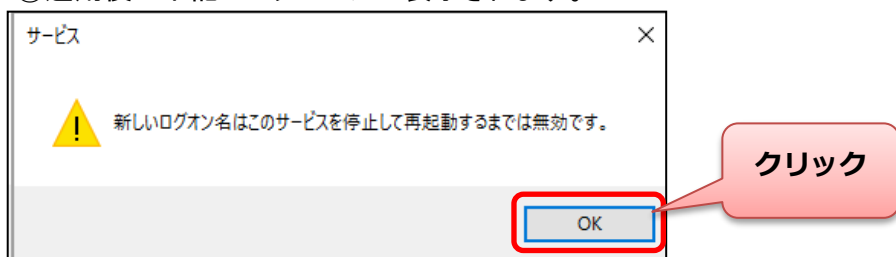 サービス
新しいログオン名はこのサービスを停止して再起動するまでは無効です。
クリック
OK